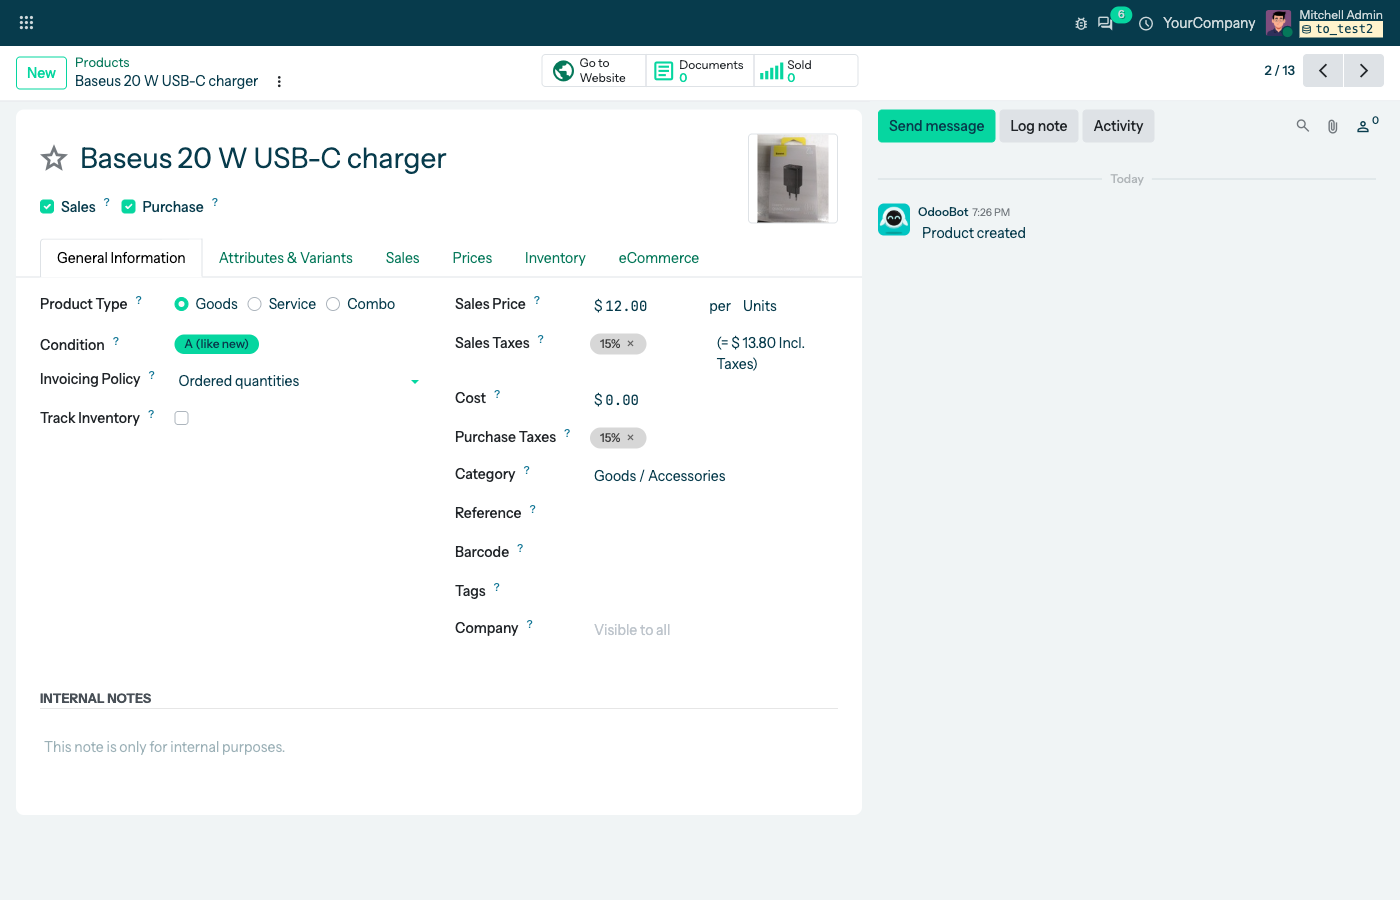 6
YourCompany
Mitchell Admin
to_test2
New
Products
Baseus 20 W USB-C charger
Go to
Website
Documents
0
Sold
0
2 / 13
Baseus 20 W USB-C charger
Sales ?
Purchase ?
General Information
Attributes & Variants
Sales
Prices
Inventory
eCommerce
Product Type ?
Goods
Service
Combo
Condition ?
A (like new)
Invoicing Policy ?
Ordered quantities
Track Inventory ?
Sales Price ?
$ 12.00
per Units
Sales Taxes ?
15% ×
(= $ 13.80 Incl.
Taxes)
Cost ?
$ 0.00
Purchase Taxes ?
15% ×
Category ?
Goods / Accessories
Reference ?
Barcode ?
Tags ?
Company ?
Visible to all
INTERNAL NOTES
This note is only for internal purposes.
Send message
Log note
Activity
0
Today
OdooBot 7:26 PM
Product created